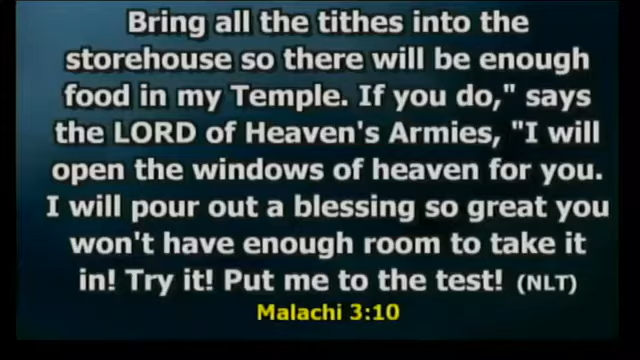 Bring all the tithes into the
storehouse so there will be enough
food in my Temple. If you do," says
the LORD of Heaven's Armies, "I will
open the windows of heaven for you.
I will pour out a blessing so great you
won't have enough room to take it
in! Try it! Put me to the test! (NLT)
Malachi 3:10